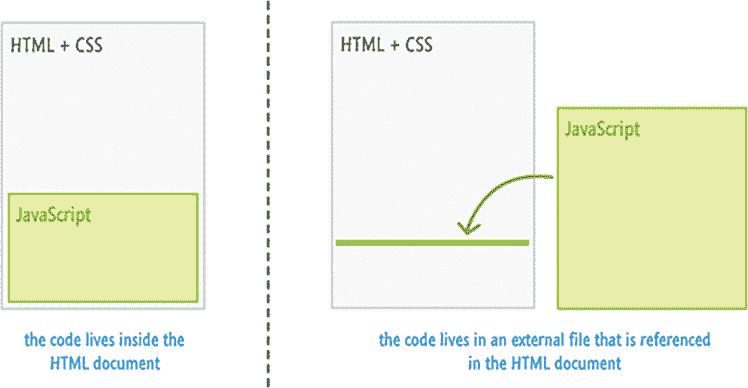 HTML + CSS
JavaScript
the code lives inside the
HTML document
HTML + CSS
JavaScript
the code lives in an external file that is referenced
in the HTML document